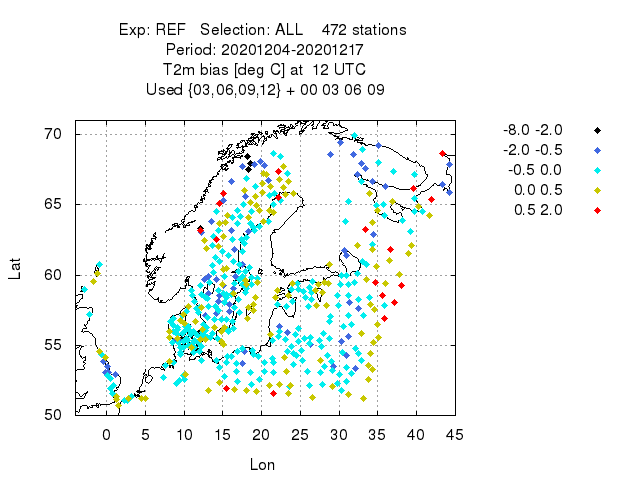 Exp: REF   Selection: ALL    472 stations
Period: 20201204-20201217
T2m bias [deg C] at  12 UTC
Used {03,06,09,12} + 00 03 06 09
-8.0 -2.0
-2.0 -0.5
-0.5 0.0
0.0 0.5
0.5 2.0
70
65
60
55
50
Lat
0 5 10 15 20 25 30 35 40 45
Lon